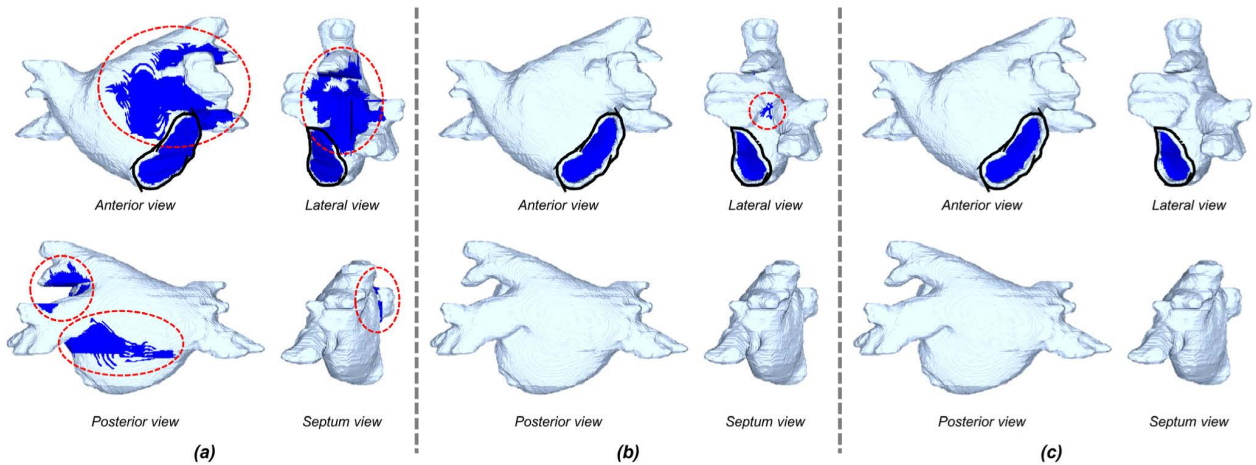 Anterior view Lateral view Anterior view Lateral view Anterior view Lateral view
Posterior view Septum view Posterior view Septum view Posterior view Septum view
(a) (b) (c)